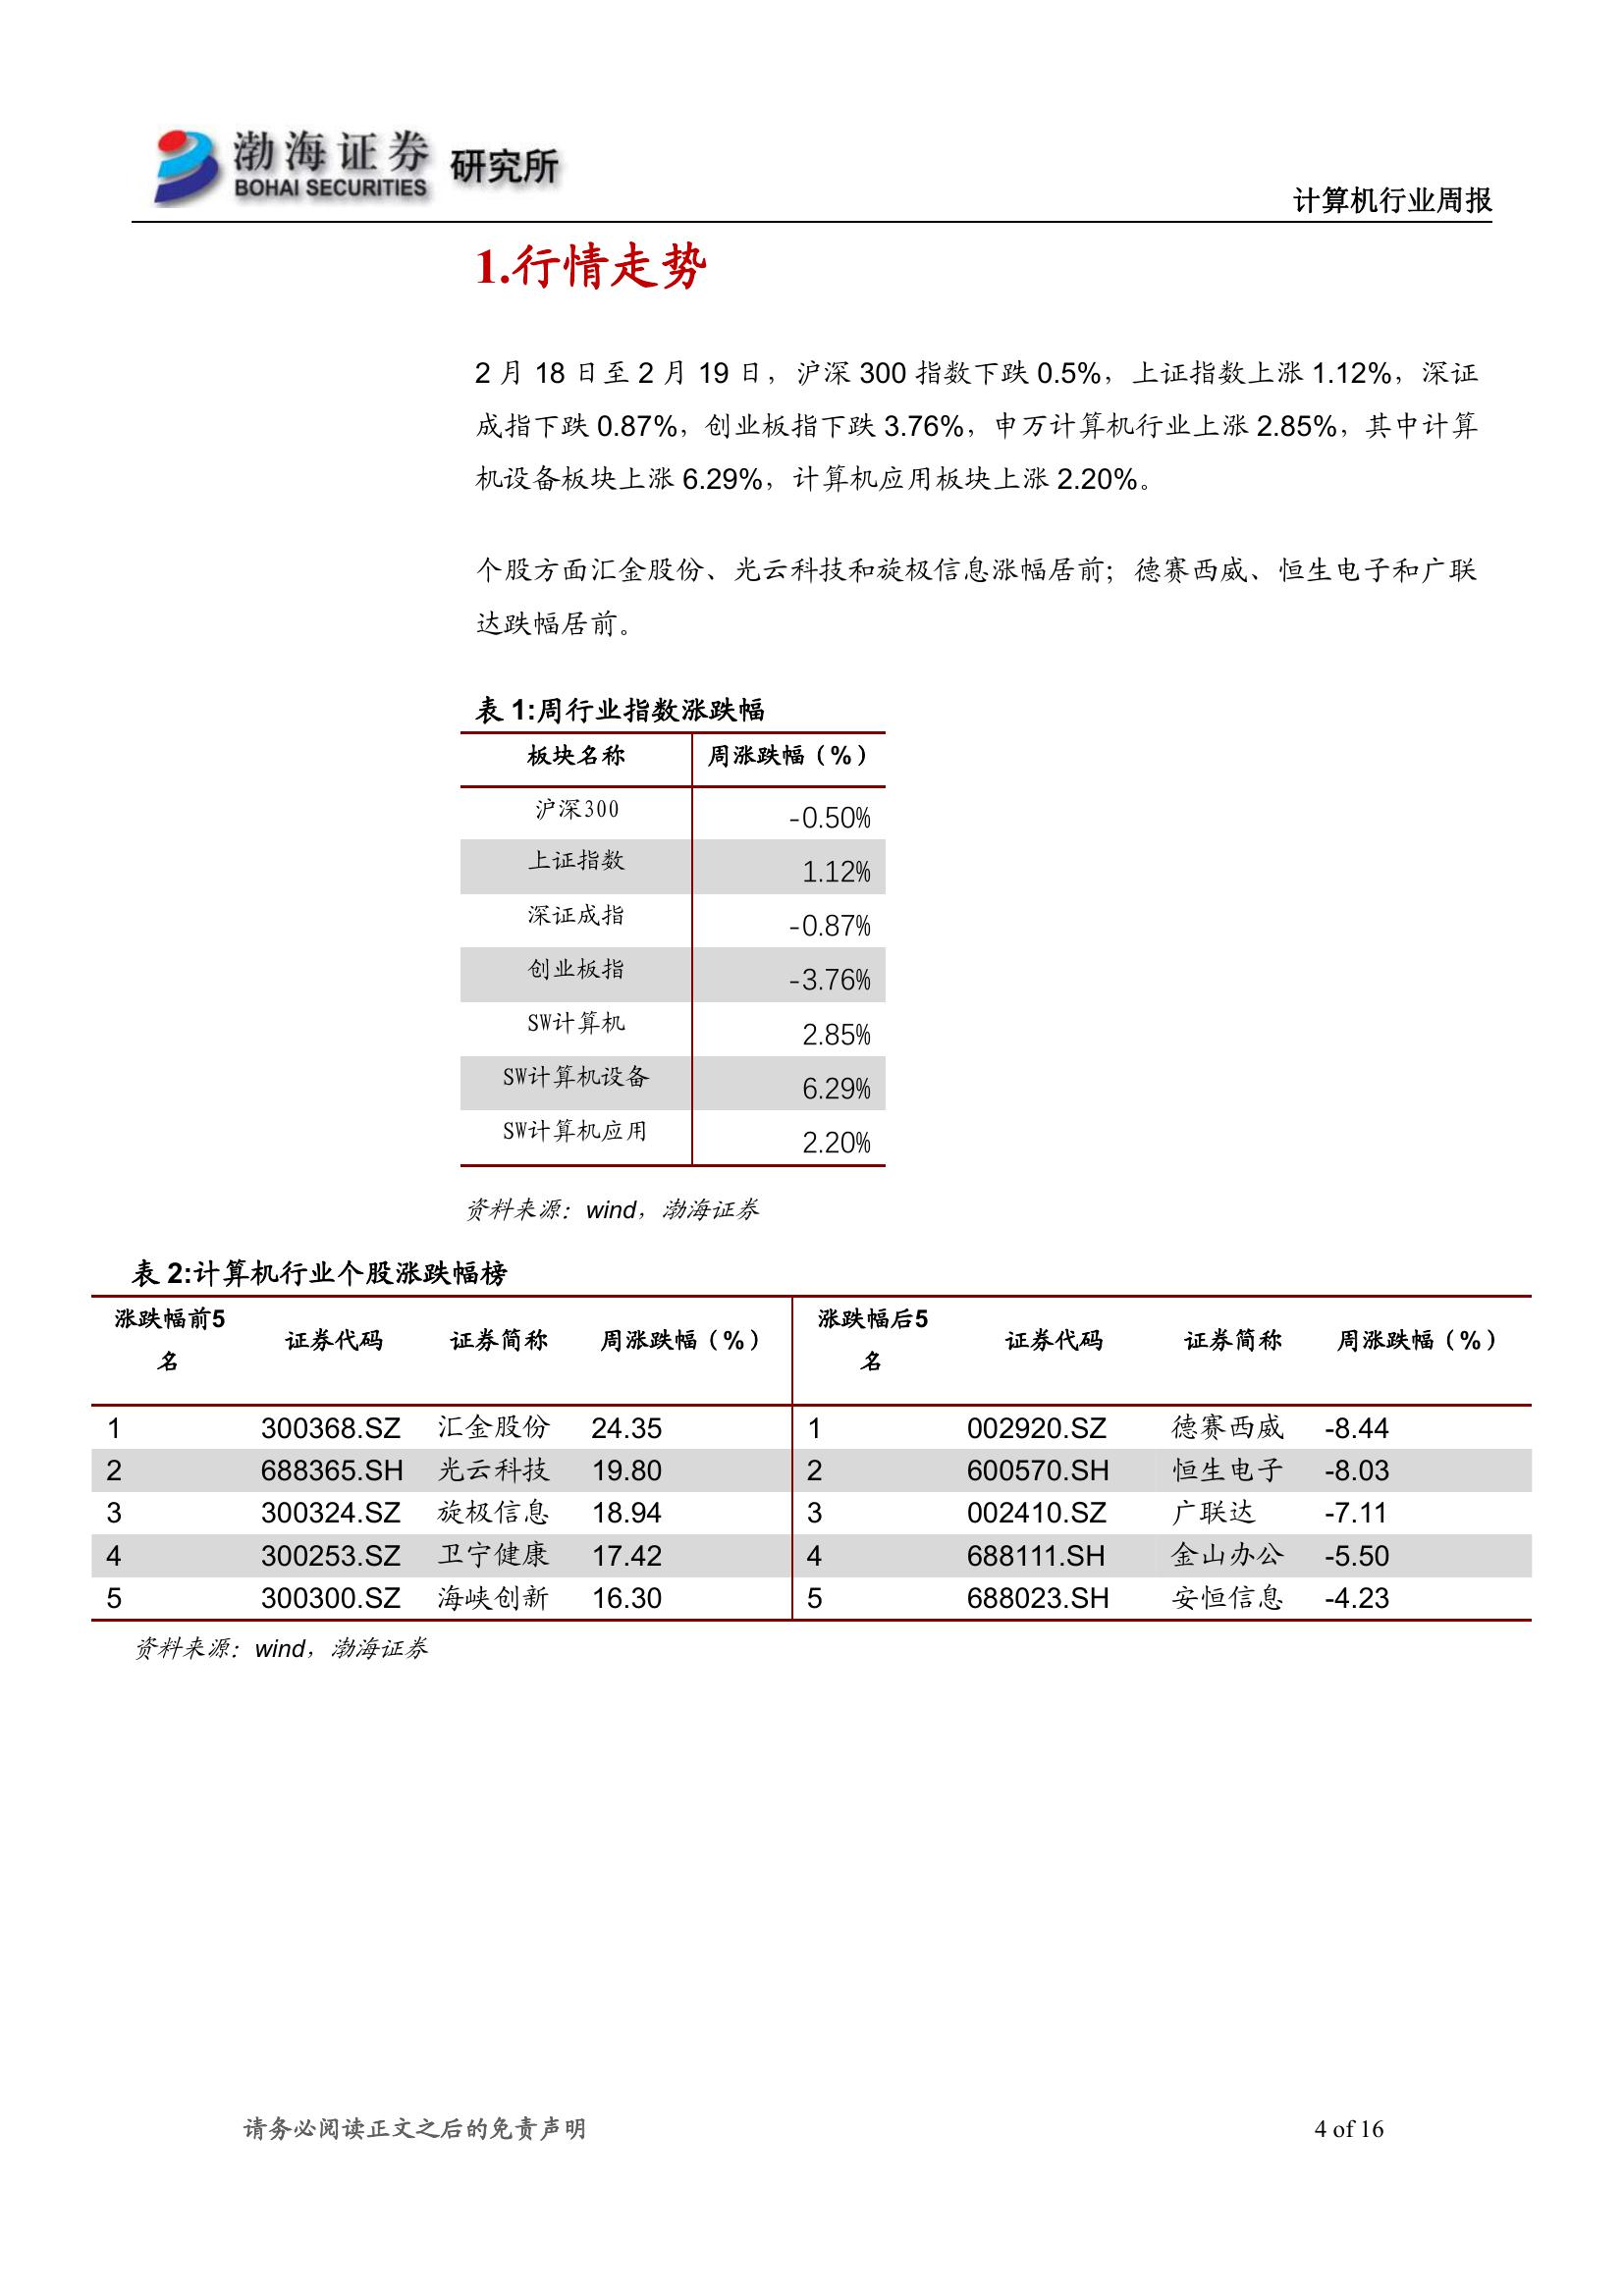 渤海证券 研究所
BOHAI SECURITIES
计算机行业周报
1.行情走势
2 月 18 日至 2 月 19 日，沪深 300 指数下跌 0.5%，上证指数上涨 1.12%，深证
成指下跌 0.87%，创业板指下跌 3.76%，申万计算机行业上涨 2.85%，其中计算
机设备板块上涨 6.29%，计算机应用板块上涨 2.20%。
个股方面汇金股份、光云科技和旋极信息涨幅居前；德赛西威、恒生电子和广联
达跌幅居前。
表 1:周行业指数涨跌幅
板块名称 周涨跌幅（%）
沪深300 -0.50%
上证指数 1.12%
深证成指 -0.87%
创业板指 -3.76%
SW计算机 2.85%
SW计算机设备 6.29%
SW计算机应用 2.20%
资料来源：wind，渤海证券
表 2:计算机行业个股涨跌幅榜
涨跌幅前5名 证券代码 证券简称 周涨跌幅（%） 涨跌幅后5名 证券代码 证券简称 周涨跌幅（%）
1 300368.SZ 汇金股份 24.35 1 002920.SZ 德赛西威 -8.44
2 688365.SH 光云科技 19.80 2 600570.SH 恒生电子 -8.03
3 300324.SZ 旋极信息 18.94 3 002410.SZ 广联达 -7.11
4 300253.SZ 卫宁健康 17.42 4 688111.SH 金山办公 -5.50
5 300300.SZ 海峡创新 16.30 5 688023.SH 安恒信息 -4.23
资料来源：wind，渤海证券
请务必阅读正文之后的免责声明 4 of 16